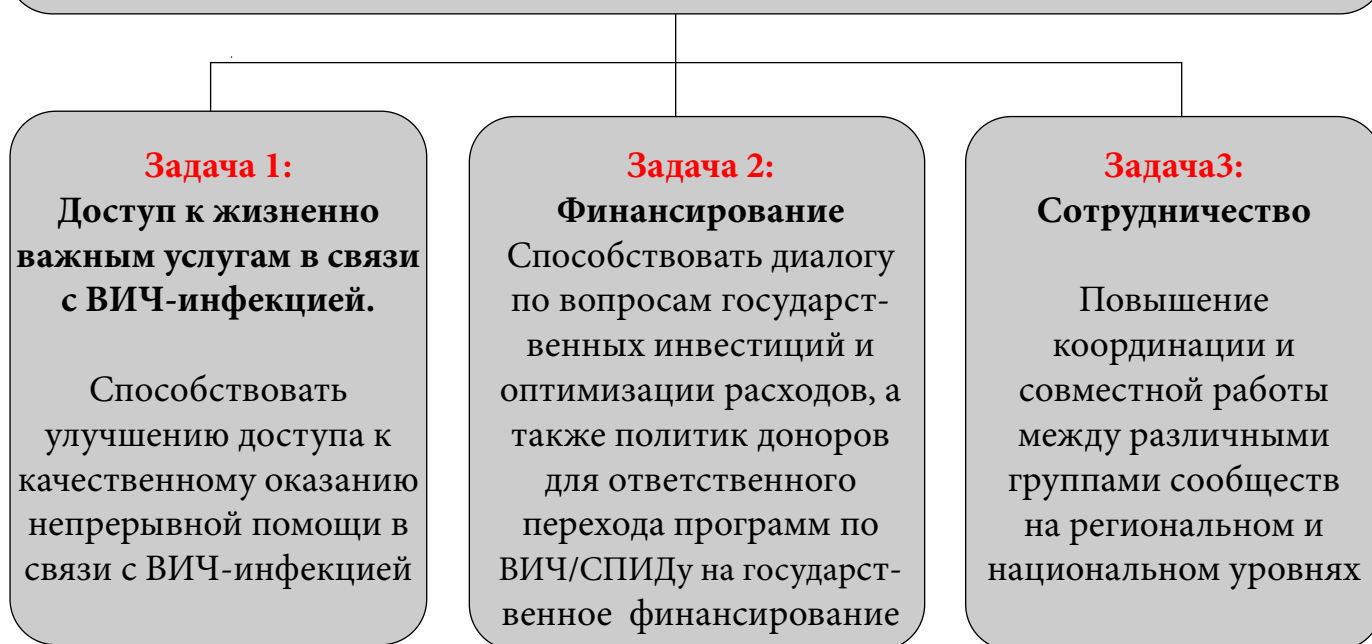 Задача 1:
Доступ к жизненно
важным услугам в связи
с ВИЧ-инфекцией.
Способствовать
улучшению доступа к
качественному оказанию
непрерывной помощи в
связи с ВИЧ-инфекцией
Задача 2:
Финансирование
Способствовать диалогу
по вопросам государст-
венных инвестиций и
оптимизации расходов, а
также политик доноров
для ответственного
перехода программ по
ВИЧ/СПИДу на государст-
венное финансирование
Задача3:
Сотрудничество
Повышение
координации и
совместной работы
между различными
группами сообществ
на региональном и
национальном уровнях